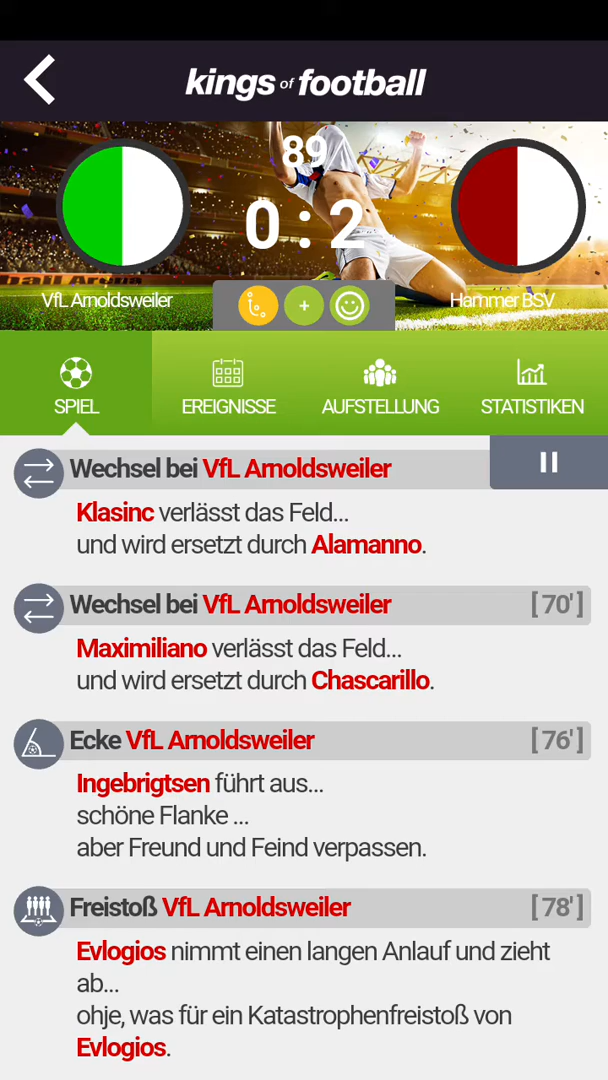 kings of football
89
0 : 2
VfL Arnoldsweiler
Hammer BSV
SPIEL
EREIGNISSE
AUFSTELLUNG
STATISTIKEN
Wechsel bei VfL Arnoldsweiler
Klasinc verlässt das Feld...
und wird ersetzt durch Alamanno.
Wechsel bei VfL Arnoldsweiler [ 70' ]
Maximiliano verlässt das Feld...
und wird ersetzt durch Chascarillo.
Ecke VfL Arnoldsweiler [ 76' ]
Ingebrigtsen führt aus...
schöne Flanke ...
aber Freund und Feind verpassen.
Freistoß VfL Arnoldsweiler [ 78' ]
Evlogios nimmt einen langen Anlauf und zieht
ab...
ohje, was für ein Katastrophenfreistoß von
Evlogios.